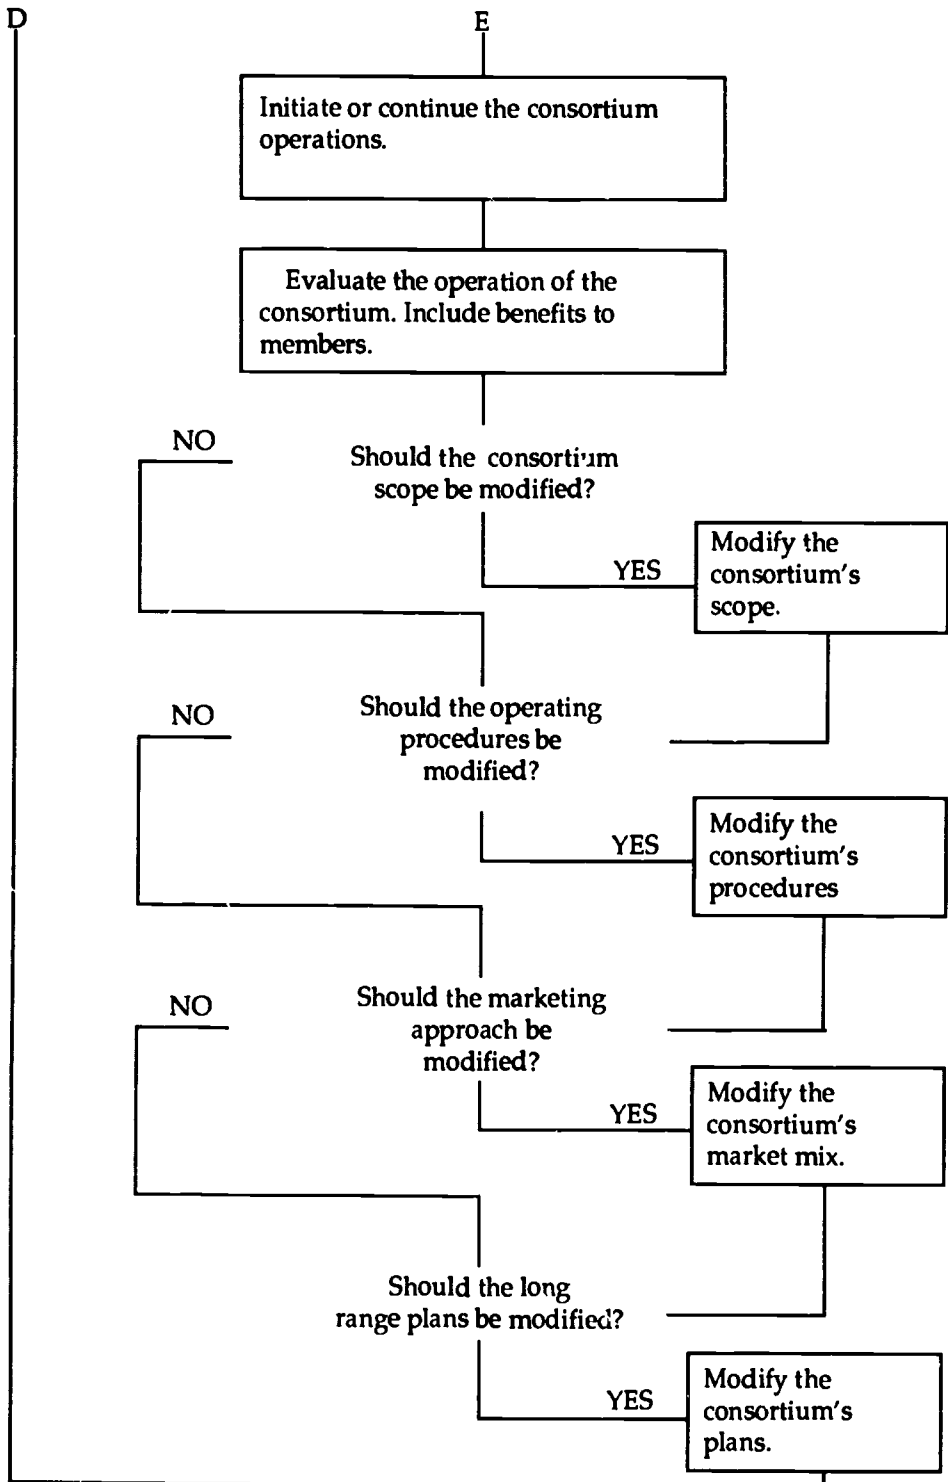 D
E
Initiate or continue the consortium
operations.
Evaluate the operation of the
consortium. Include benefits to
members.
NO
Should the consortium
scope be modified?
YES
Modify the
consortium's
scope.
NO
Should the operating
procedures be
modified?
YES
Modify the
consortium's
procedures
NO
Should the marketing
approach be
modified?
YES
Modify the
consortium's
market mix.
Should the long
range plans be modified?
YES
Modify the
consortium's
plans.